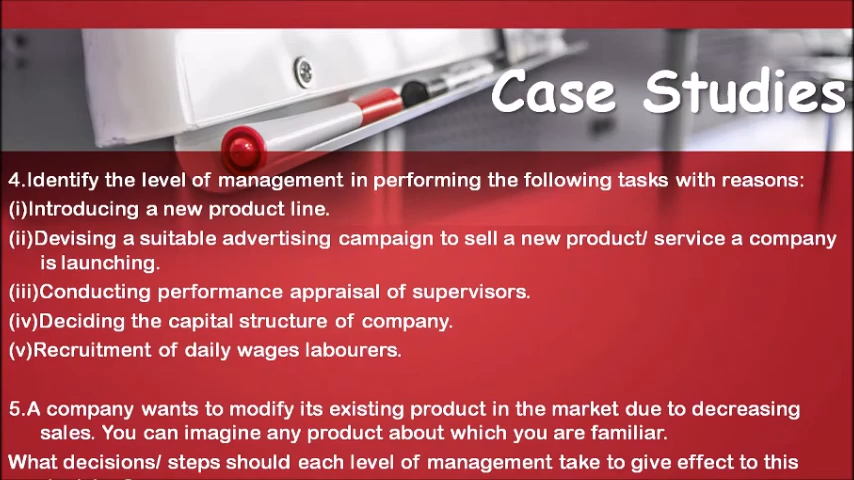 Case Studies
4.Identify the level of management in performing the following tasks with reasons:
(i)Introducing a new product line.
(ii)Devising a suitable advertising campaign to sell a new product/ service a company
is launching.
(iii)Conducting performance appraisal of supervisors.
(iv)Deciding the capital structure of company.
(v)Recruitment of daily wages labourers.
5.A company wants to modify its existing product in the market due to decreasing
sales. You can imagine any product about which you are familiar.
What decisions/ steps should each level of management take to give effect to this